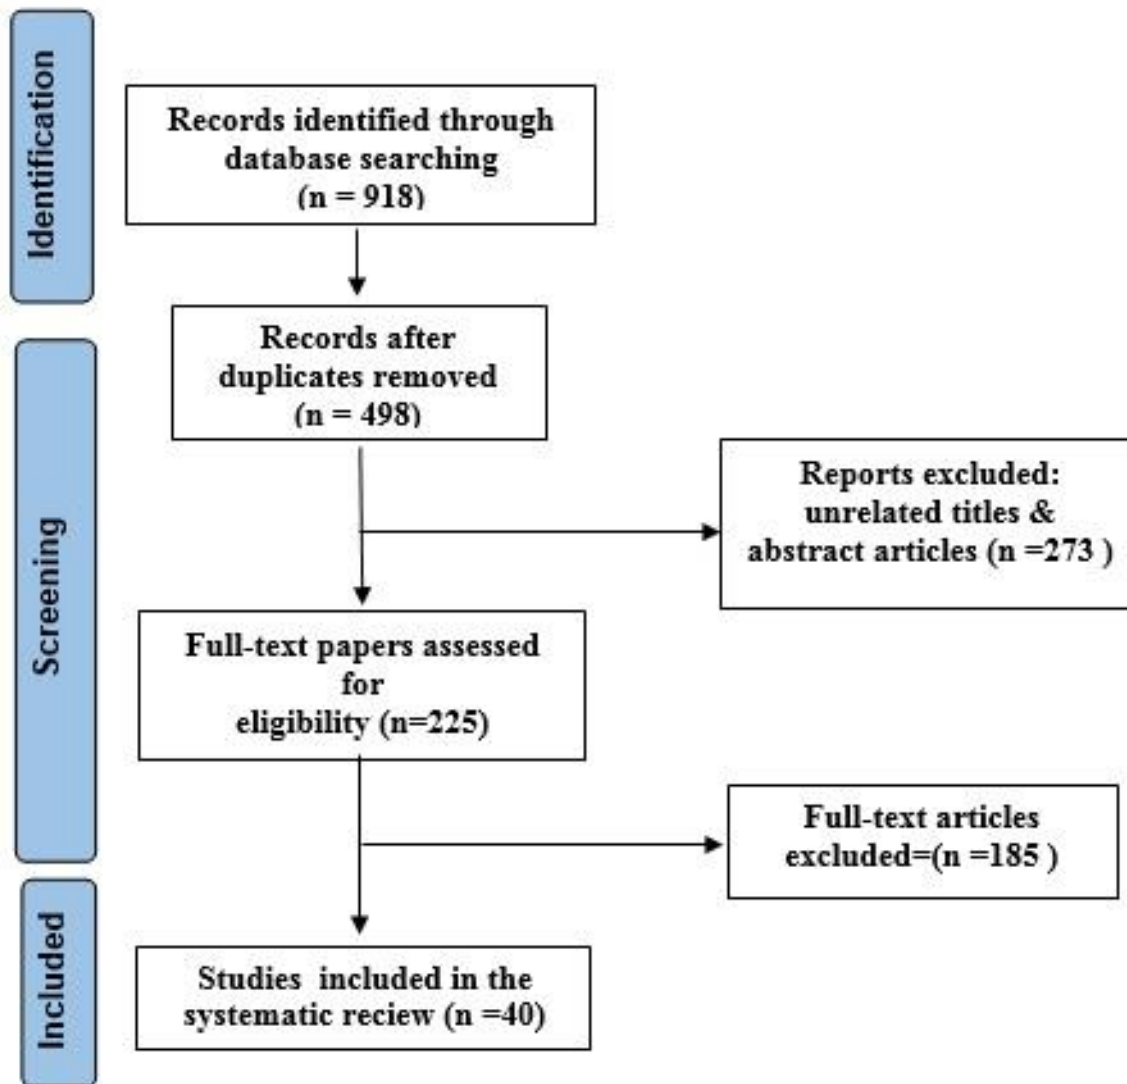 Identification
Records identified through
database searching
(n = 918)
Records after
duplicates removed
(n = 498)
Screening
Reports excluded:
unrelated titles &
abstract articles (n =273 )
Full-text papers assessed
for
eligibility (n=225)
Full-text articles
excluded=(n =185 )
Included
Studies  included in the
systematic reciew (n =40)